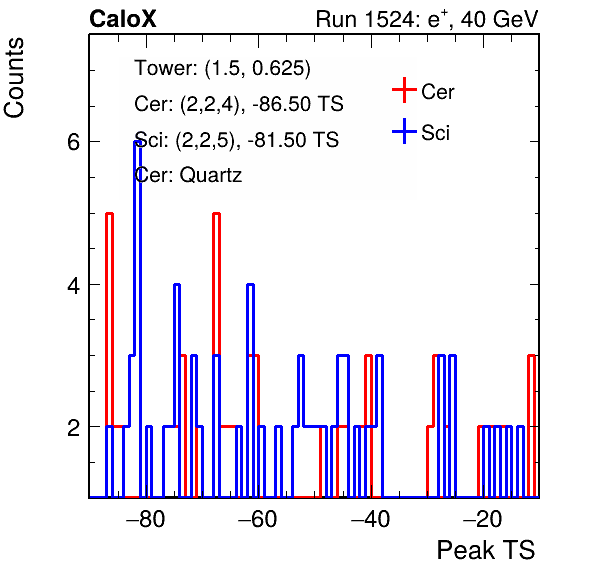 CaloX Run 1524: e+, 40 GeV
Counts
Tower: (1.5, 0.625)
Cer: (2,2,4), -86.50 TS
Sci: (2,2,5), -81.50 TS
Cer: Quartz
Cer
Sci
6
4
2
−80 −60 −40 −20
Peak TS